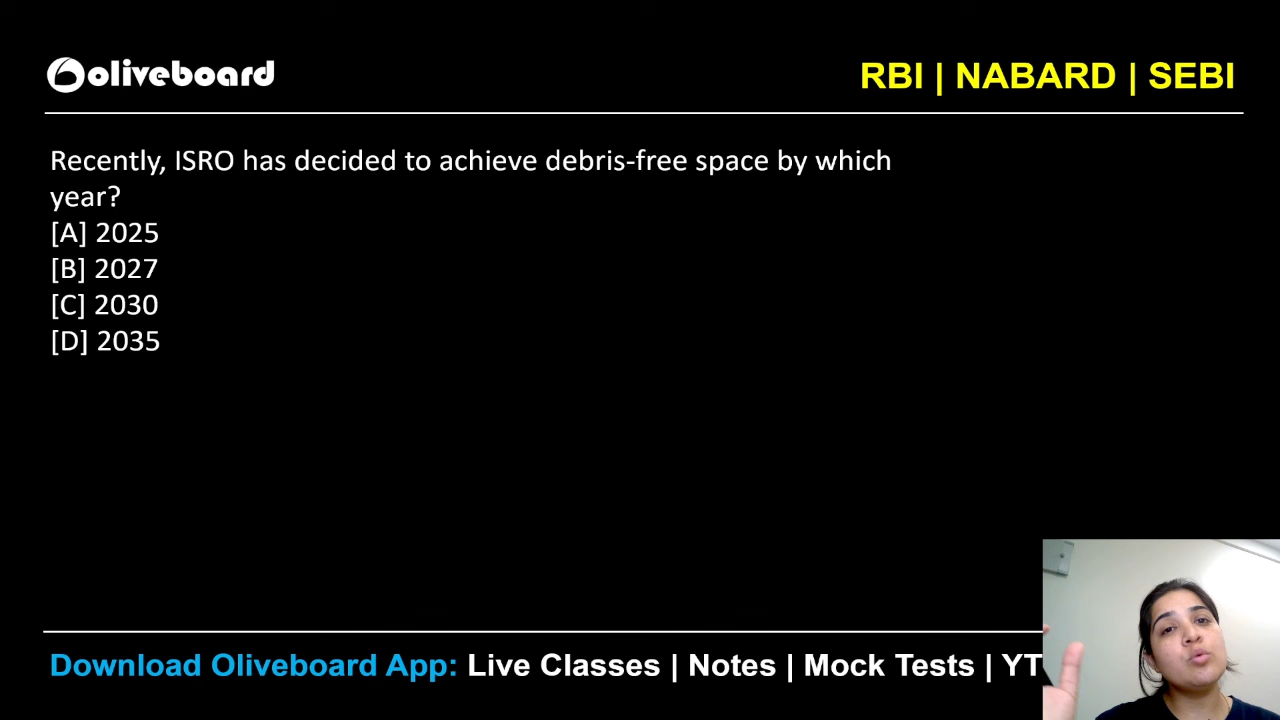 oliveboard
RBI | NABARD | SEBI
Recently, ISRO has decided to achieve debris-free space by which
year?
[A] 2025
[B] 2027
[C] 2030
[D] 2035
Download Oliveboard App: Live Classes | Notes | Mock Tests | YT